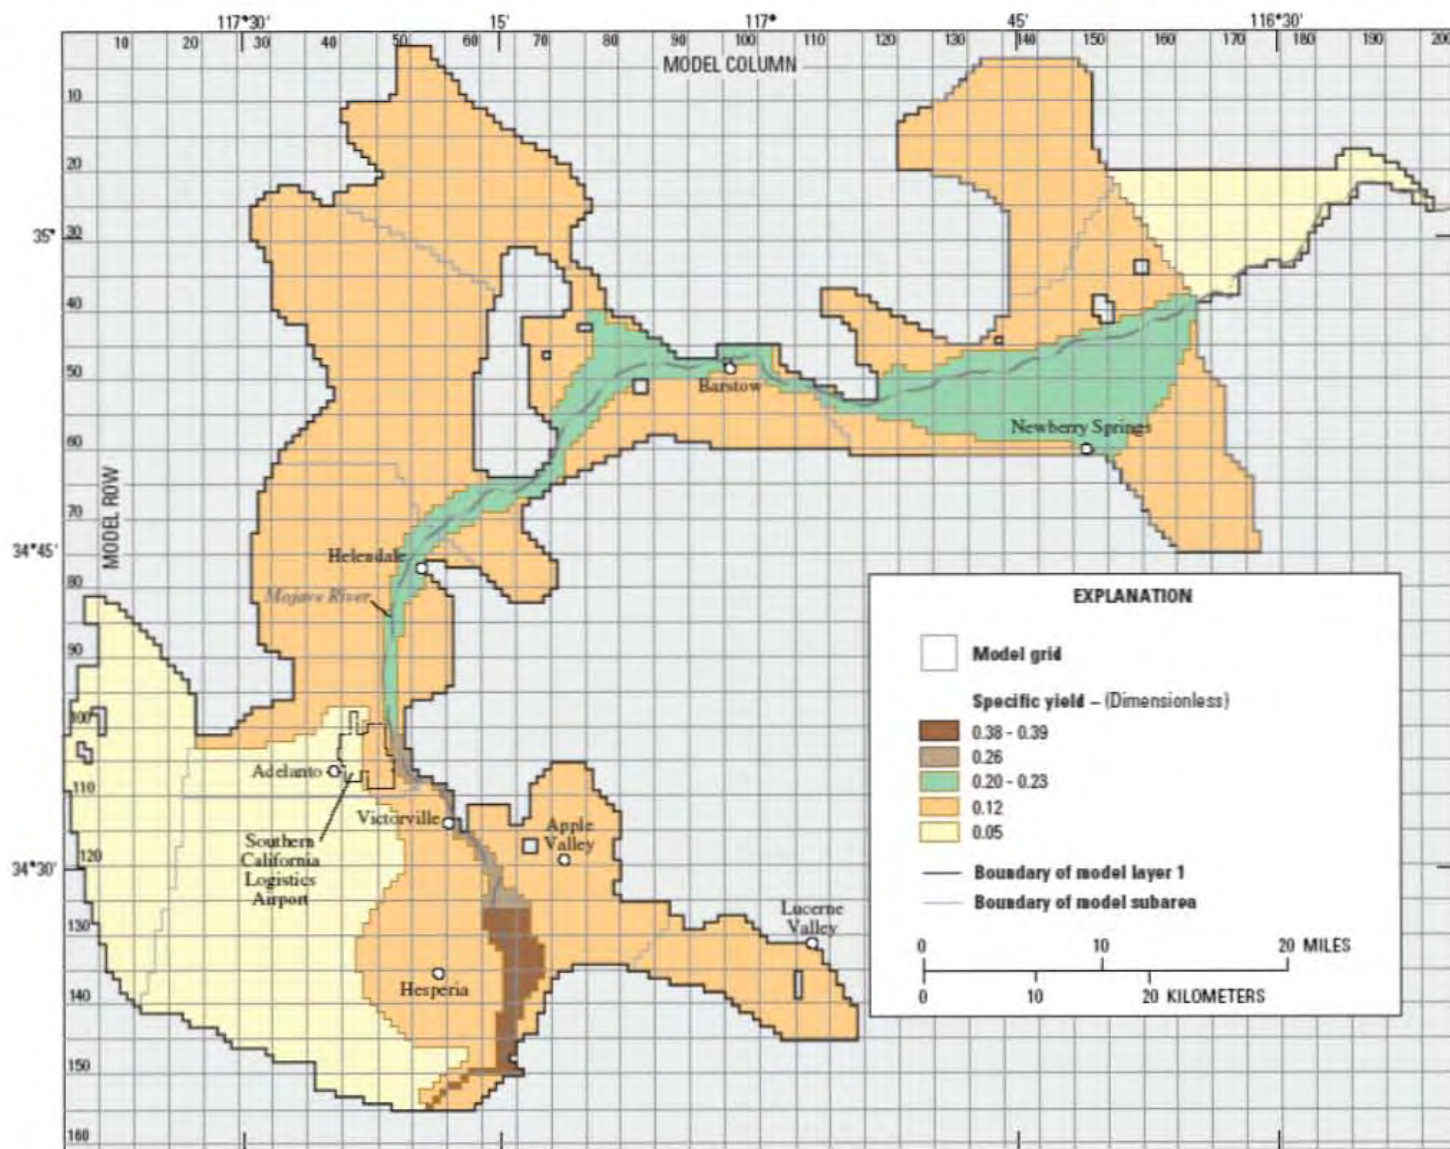 117°30' 15' 117° 45' 116°30'
10 20 30 40 50 60 70 80 90 100 110 120 130 140 150 160 170 180 190 200
MODEL COLUMN
10
20
35°
30
40
50
Barstow
Newberry Springs
60
MODEL ROW
70
34°45'
Helendale
80
Mojave River
90
100
Adelanto
110
Victorville
Southern
California
Logistics
Airport
Apple
Valley
34°30'
120
Lucerne
Valley
130
Hesperia
140
150
160
EXPLANATION
Model grid
Specific yield – (Dimensionless)
0.38 - 0.39
0.26
0.20 - 0.23
0.12
0.05
Boundary of model layer 1
Boundary of model subarea
0 10 20 MILES
0 10 20 KILOMETERS